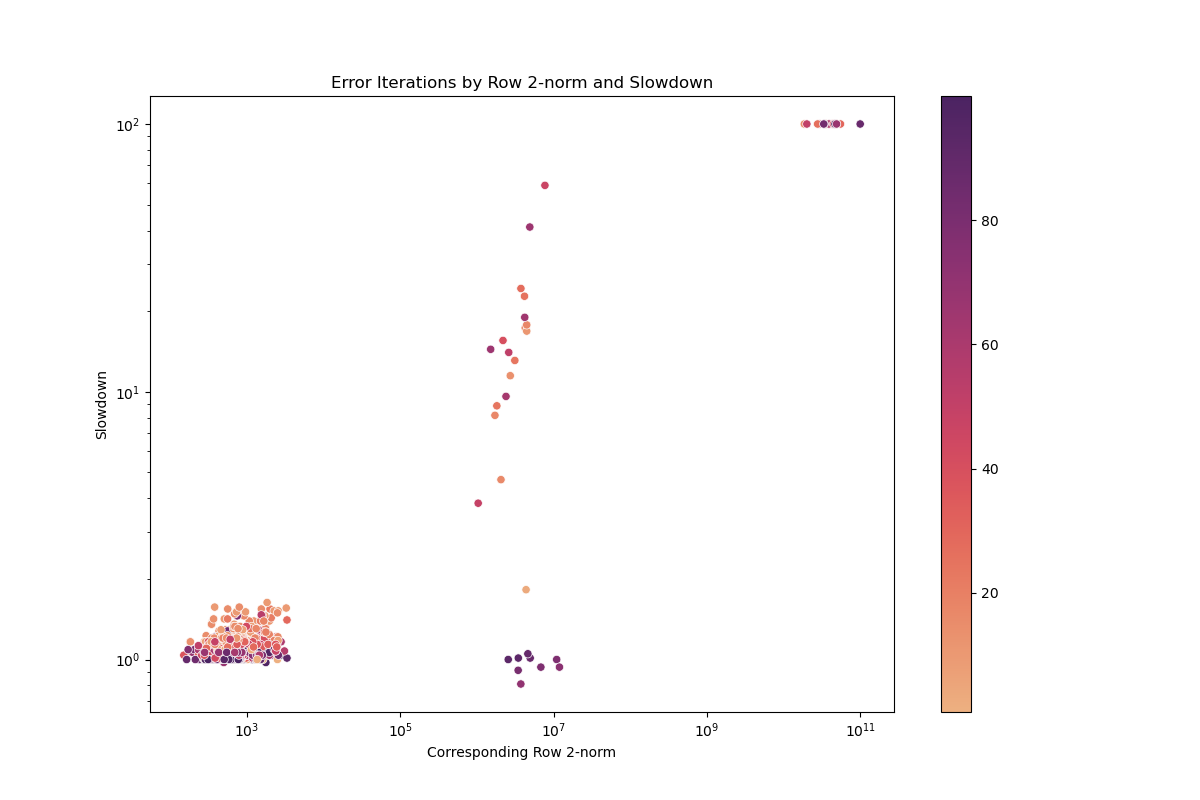 Error Iterations by Row 2-norm and Slowdown
10²
10¹
10⁰
Slowdown
10³ 10⁵ 10⁷ 10⁹ 10¹¹
Corresponding Row 2-norm
80
60
40
20